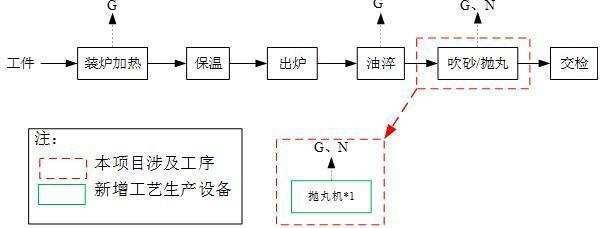 G G G、N
工件 装炉加热 保温 出炉 油淬 吹砂/抛丸 交检
注：
本项目涉及工序
新增工艺生产设备
G、N
抛丸机*1